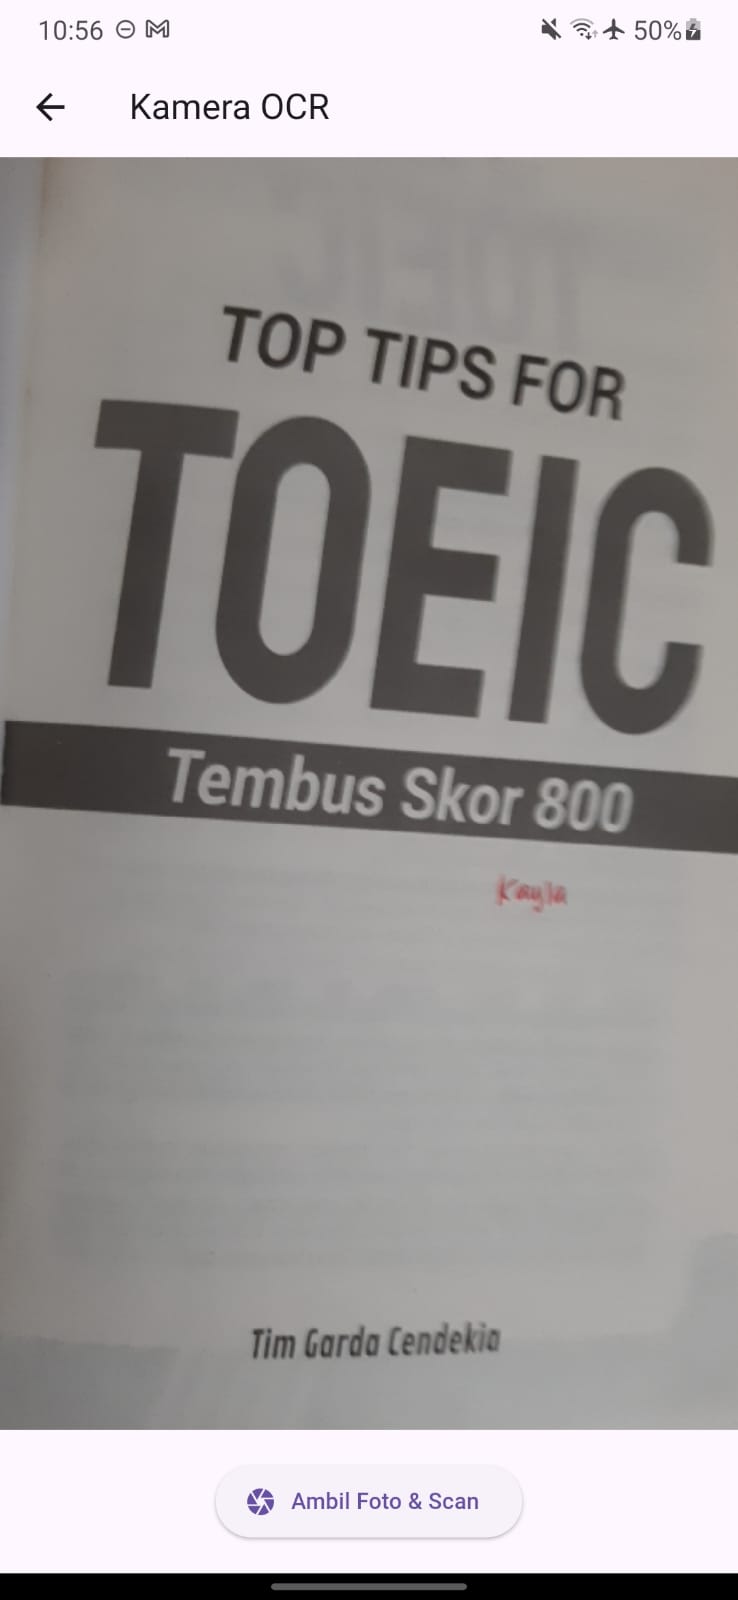 10:56 50%
Kamera OCR
TOP TIPS FOR
TOEIC
Tembus Skor 800
Kayla
Tim Garda Cendekia
Ambil Foto & Scan